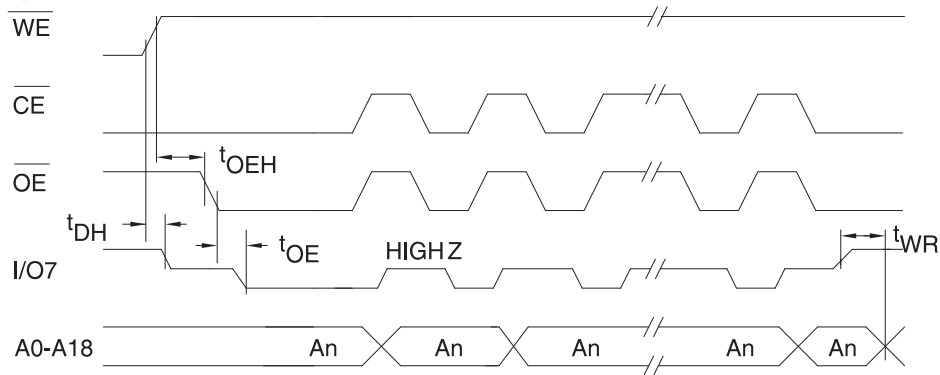 WE
CE
tOEH
OE
tDH
tOE
HIGH Z
tWR
I/O7
A0-A18 An An An An An